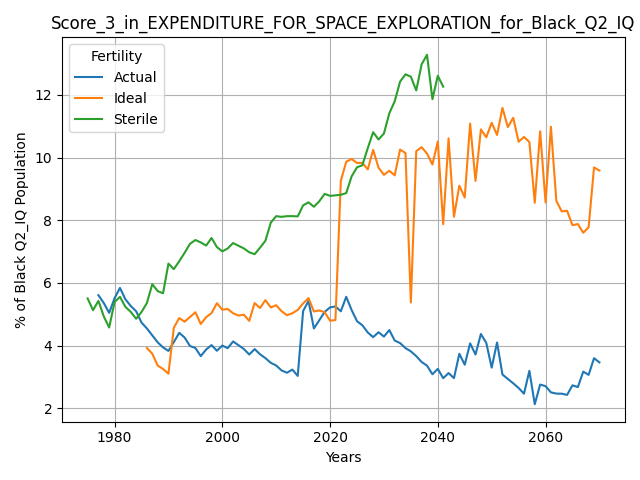 Score_3_in_EXPENDITURE_FOR_SPACE_EXPLORATION_for_Black_Q2_IQ
Fertility
Actual
Ideal
Sterile
% of Black Q2_IQ Population
12
10
8
6
4
2
1980 2000 2020 2040 2060
Years